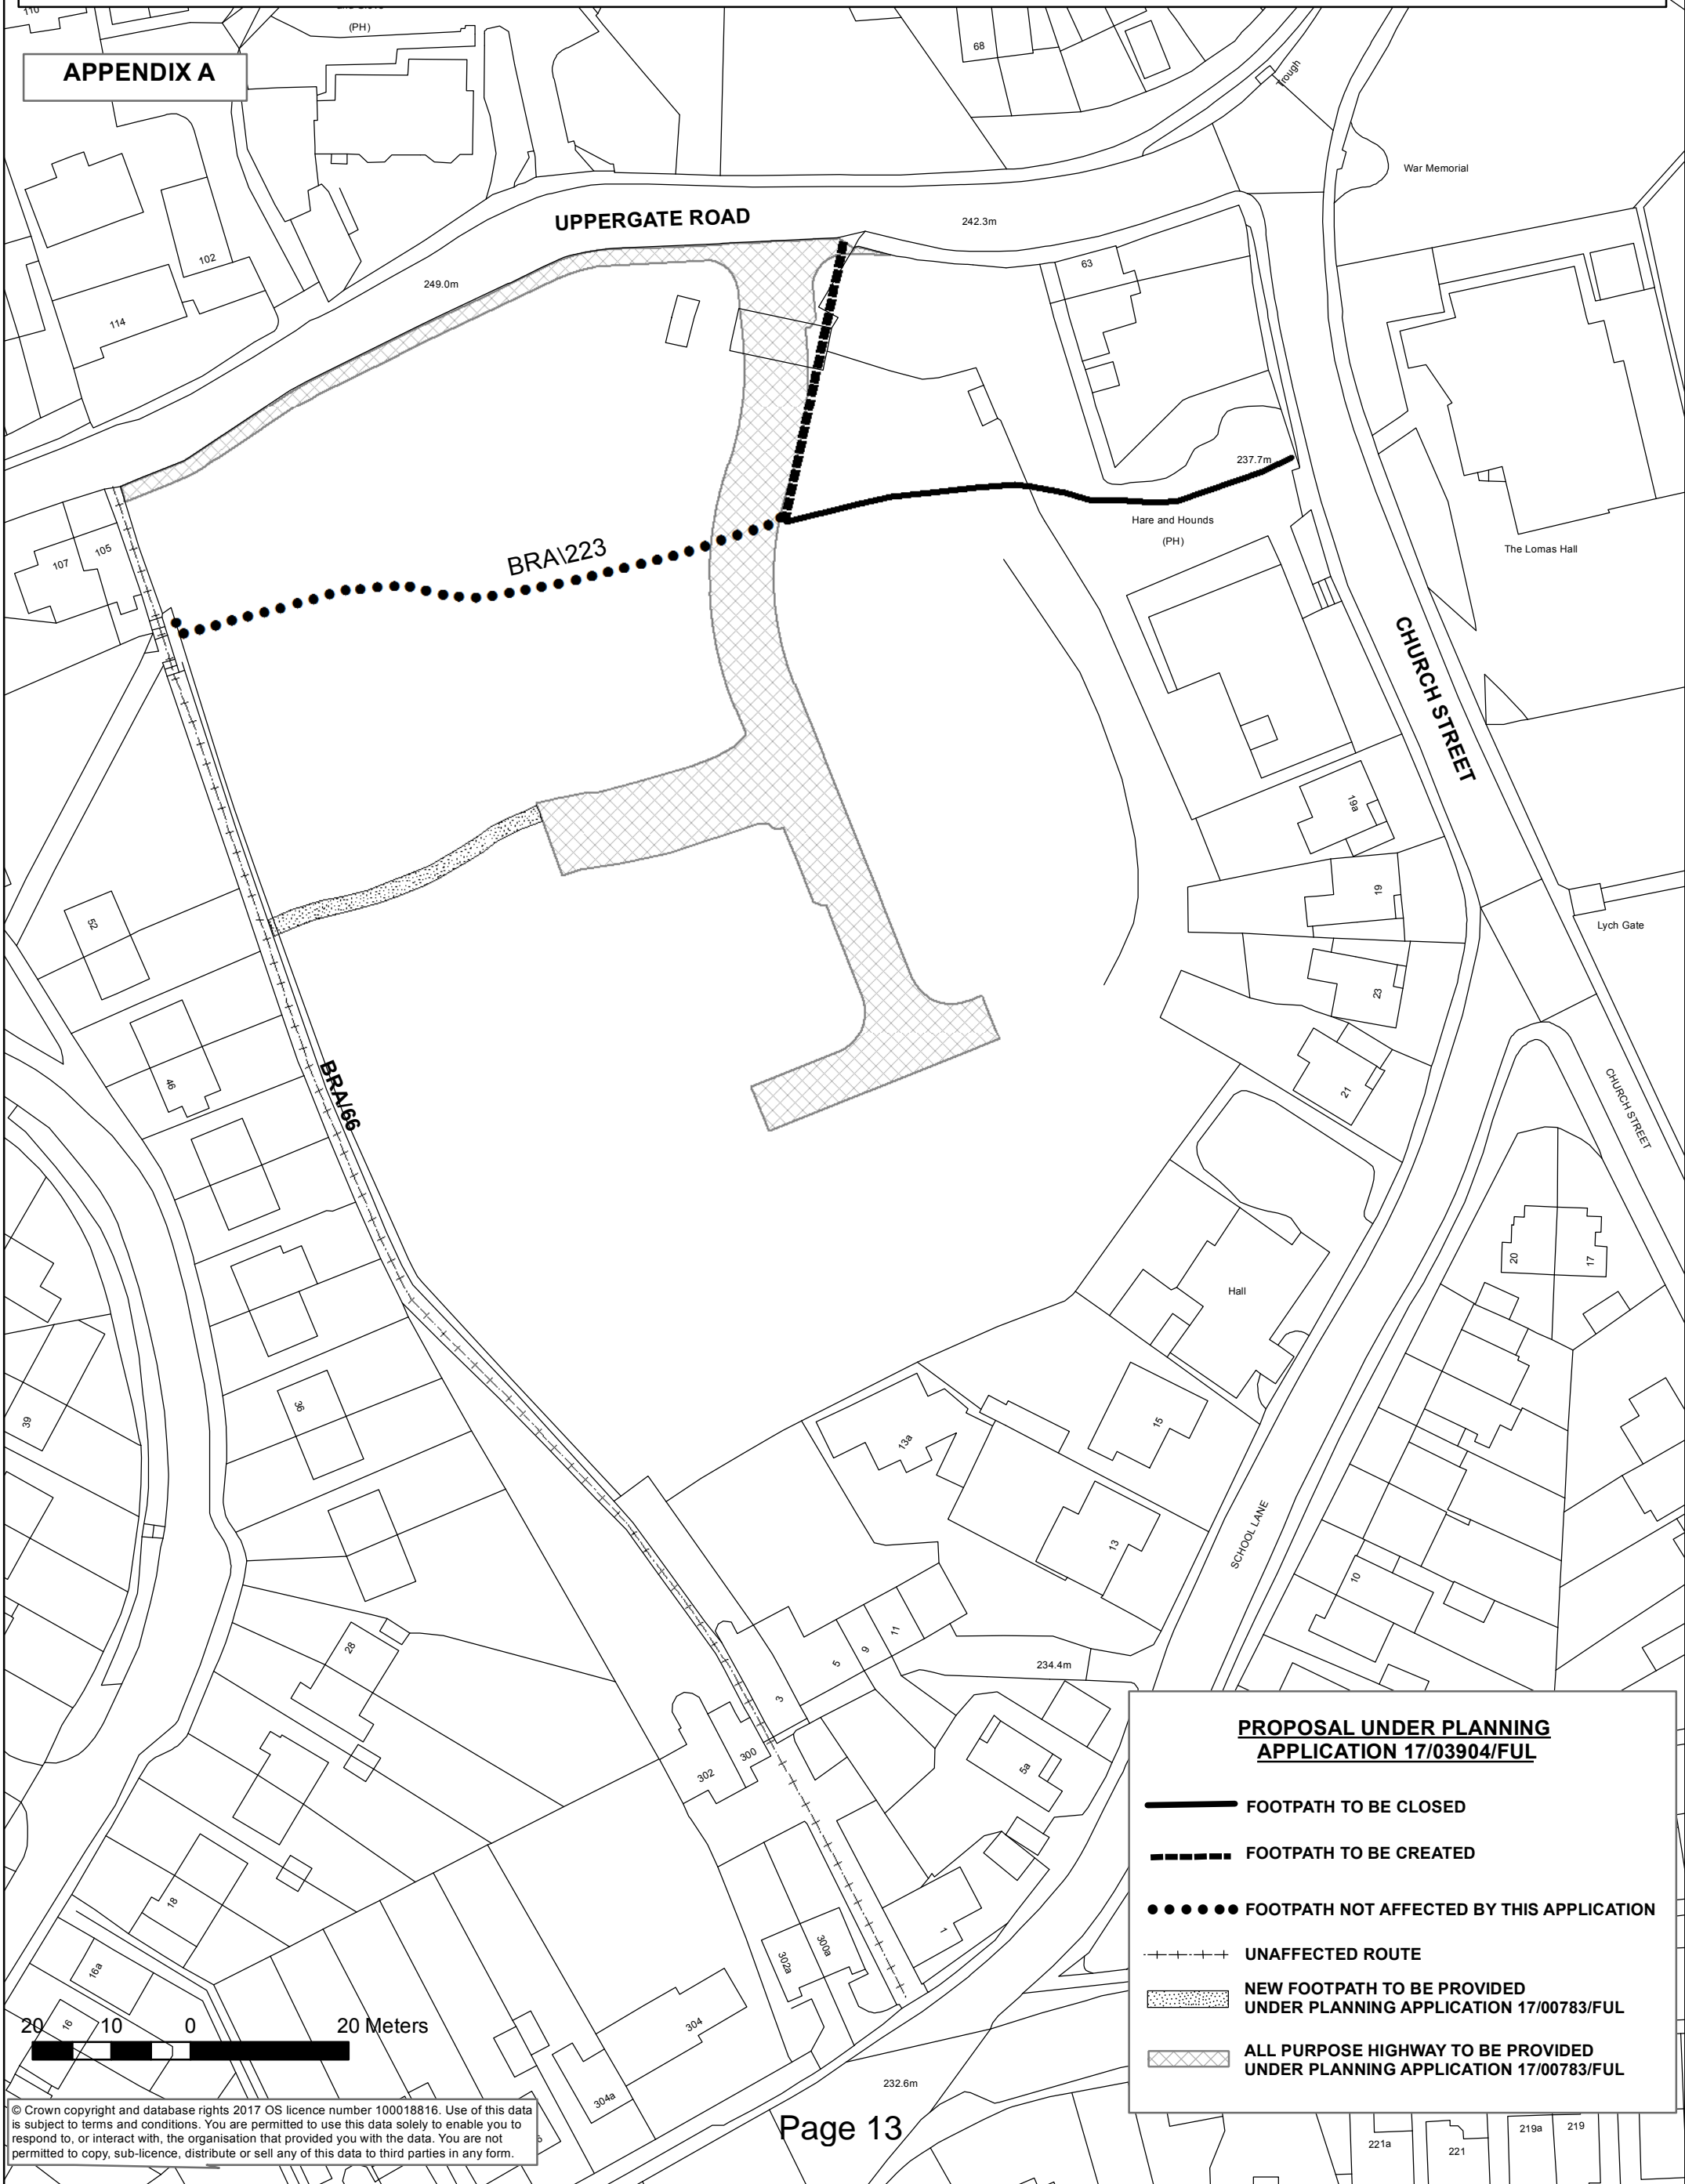 110
(PH)
68
APPENDIX A
Trough
War Memorial
UPPERGATE ROAD
242.3m
102
249.0m
63
114
237.7m
Hare and Hounds
(PH)
The Lomas Hall
BRA\223
105
107
CHURCH STREET
19a
19
52
Lych Gate
23
46
21
BRA/66
CHURCH STREET
20
17
Hall
36
39
13a
15
13
SCHOOL LANE
10
28
11
9
5
3
234.4m
300
302
5a
18
1
300a
302a
16a
16
304
304a
PROPOSAL UNDER PLANNING
APPLICATION 17/03904/FUL
FOOTPATH TO BE CLOSED
FOOTPATH TO BE CREATED
FOOTPATH NOT AFFECTED BY THIS APPLICATION
UNAFFECTED ROUTE
NEW FOOTPATH TO BE PROVIDED
UNDER PLANNING APPLICATION 17/00783/FUL
ALL PURPOSE HIGHWAY TO BE PROVIDED
UNDER PLANNING APPLICATION 17/00783/FUL
20 10 0 20 Meters
232.6m
© Crown copyright and database rights 2017 OS licence number 100018816. Use of this data
is subject to terms and conditions. You are permitted to use this data solely to enable you to
respond to, or interact with, the organisation that provided you with the data. You are not
permitted to copy, sub-licence, distribute or sell any of this data to third parties in any form.
Page 13
221a
221
219a
219